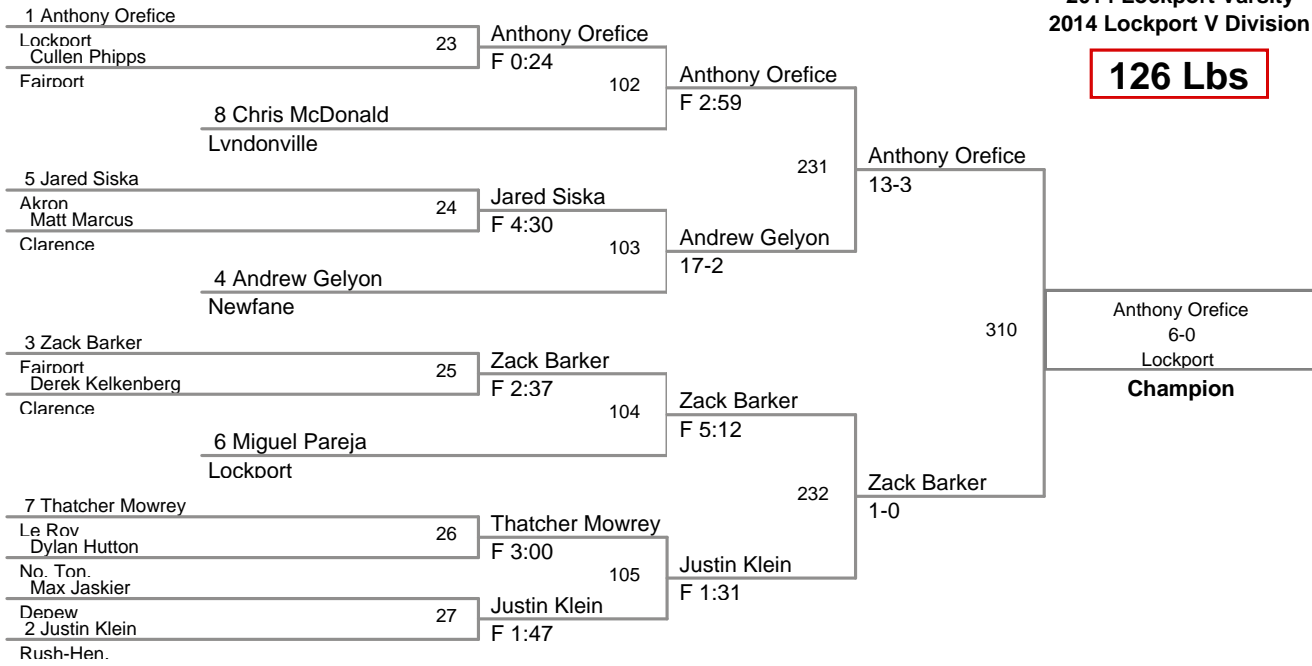 2014 Lockport Varsity
2014 Lockport V Division
126 Lbs
1 Anthony Orefice
Lockport
Cullen Phipps
Fairport
23
Anthony Orefice
F 0:24
8 Chris McDonald
Lyndonville
102
Anthony Orefice
F 2:59
5 Jared Siska
Akron
Matt Marcus
Clarence
24
Jared Siska
F 4:30
4 Andrew Gelyon
Newfane
103
Andrew Gelyon
17-2
231
Anthony Orefice
13-3
3 Zack Barker
Fairport
Derek Kelkenberg
Clarence
25
Zack Barker
F 2:37
6 Miguel Pareja
Lockport
104
Zack Barker
F 5:12
7 Thatcher Mowrey
Le Roy
Dylan Hutton
No. Ton.
26
Thatcher Mowrey
F 3:00
Max Jaskier
Depew
2 Justin Klein
Rush-Hen.
27
Justin Klein
F 1:47
105
Justin Klein
F 1:31
232
Zack Barker
1-0
310
Anthony Orefice
6-0
Lockport
Champion